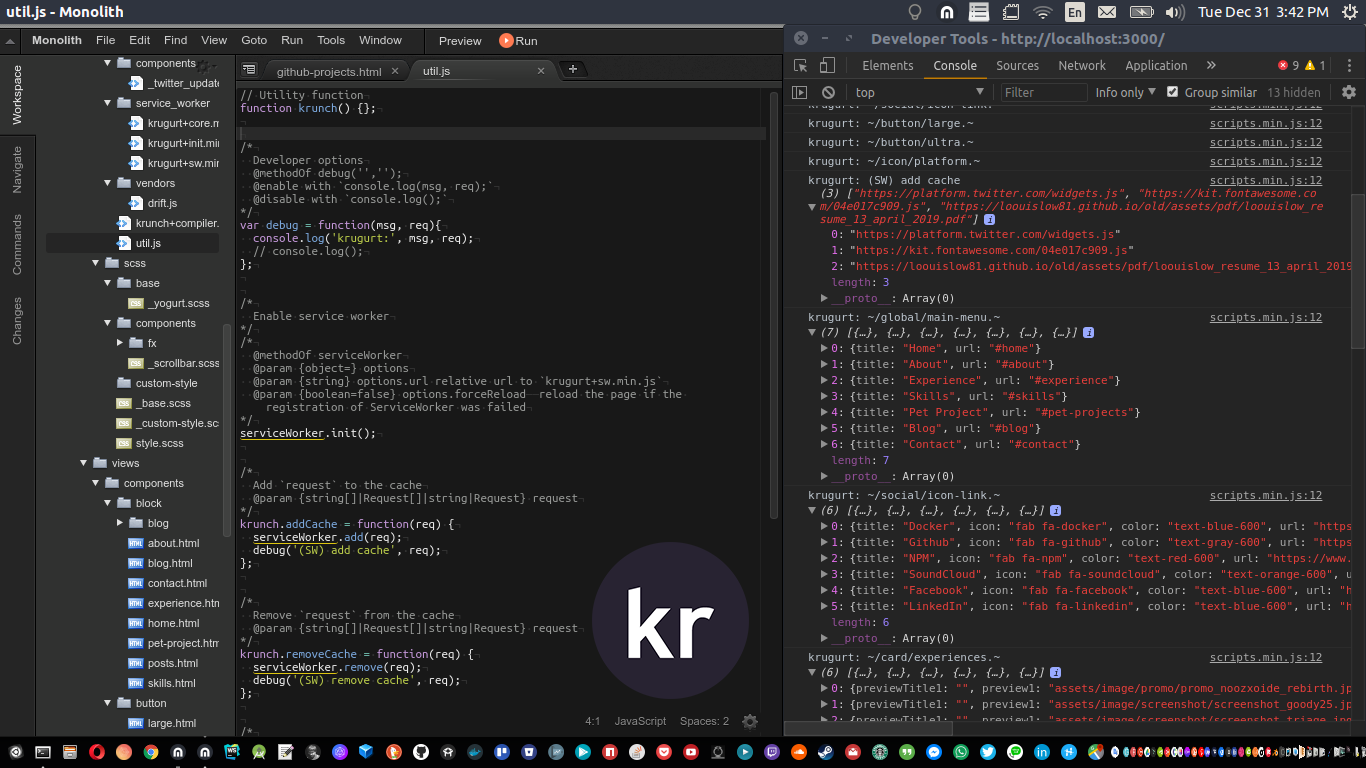 util.js - Monolith
En
Tue Dec 31 3:42 PM
Monolith File Edit Find View Goto Run Tools Window Preview Run
Workspace
Navigate
Commands
Changes
components
_twitter_update
service_worker
krugurt+core.m
krugurt+init.mi
krugurt+sw.min
vendors
drift.js
krunch+compiler.
util.js
scss
base
_yogurt.scss
components
fx
_scrollbar.scss
custom-style
_base.scss
_custom-style.sc
style.scss
views
components
block
blog
about.html
blog.html
contact.html
experience.htm
home.html
pet-project.htm
posts.html
skills.html
button
large.html
github-projects.html
util.js
// Utility function
function krunch() {};
/*
Developer options
@methodOf debug('','');
@enable with `console.log(msg, req);`
@disable with `console.log();`
*/
var debug = function(msg, req){
console.log('krugurt:', msg, req);
// console.log();
};
/*
Enable service worker
*/
/*
@methodOf serviceWorker
@param {object=} options
@param {string} options.url relative url to `krugurt+sw.min.js`
@param {boolean=false} options.forceReload reload the page if the
registration of ServiceWorker was failed
*/
serviceWorker.init();
/*
Add `request` to the cache
@param {string[]|Request[]|string|Request} request
*/
krunch.addCache = function(req) {
serviceWorker.add(req);
debug('(SW) add cache', req);
};
/*
Remove `request` from the cache
@param {string[]|Request[]|string|Request} request
*/
krunch.removeCache = function(req) {
serviceWorker.remove(req);
debug('(SW) remove cache', req);
};
/*
kr
4:1 JavaScript Spaces: 2
Developer Tools - http://localhost:3000/
Elements Console Sources Network Application » 9 1
top Filter Info only Group similar 13 hidden
krugurt: ~/social/icon-link.~ scripts.min.js:12
krugurt: ~/button/large.~ scripts.min.js:12
krugurt: ~/button/ultra.~ scripts.min.js:12
krugurt: ~/icon/platform.~ scripts.min.js:12
krugurt: (SW) add cache scripts.min.js:12
(3) ["https://platform.twitter.com/widgets.js", "https://kit.fontawesome.co
m/04e017c909.js", "https://loouislow81.github.io/old/assets/pdf/loouislow_re
sume_13_april_2019.pdf"]
0: "https://platform.twitter.com/widgets.js"
1: "https://kit.fontawesome.com/04e017c909.js"
2: "https://loouislow81.github.io/old/assets/pdf/loouislow_resume_13_april_2019
length: 3
__proto__: Array(0)
krugurt: ~/global/main-menu.~ scripts.min.js:12
(7) [{…}, {…}, {…}, {…}, {…}, {…}, {…}]
0: {title: "Home", url: "#home"}
1: {title: "About", url: "#about"}
2: {title: "Experience", url: "#experience"}
3: {title: "Skills", url: "#skills"}
4: {title: "Pet Project", url: "#pet-projects"}
5: {title: "Blog", url: "#blog"}
6: {title: "Contact", url: "#contact"}
length: 7
__proto__: Array(0)
krugurt: ~/social/icon-link.~ scripts.min.js:12
(6) [{…}, {…}, {…}, {…}, {…}, {…}]
0: {title: "Docker", icon: "fab fa-docker", color: "text-blue-600", url: "https
1: {title: "Github", icon: "fab fa-github", color: "text-gray-600", url: "https
2: {title: "NPM", icon: "fab fa-npm", color: "text-red-600", url: "https://www.
3: {title: "SoundCloud", icon: "fab fa-soundcloud", color: "text-orange-600", u
4: {title: "Facebook", icon: "fab fa-facebook", color: "text-blue-600", url: "h
5: {title: "LinkedIn", icon: "fab fa-linkedin", color: "text-blue-600", url: "h
length: 6
__proto__: Array(0)
krugurt: ~/card/experiences.~ scripts.min.js:12
(6) [{…}, {…}, {…}, {…}, {…}, {…}]
0: {previewTitle1: "", preview1: "assets/image/promo/promo_noozxoide_rebirth.jp
1: {previewTitle1: "", preview1: "assets/image/screenshot/screenshot_goody25.jp
2: {previewTitle1: "", preview1: "assets/image/screenshot/screenshot_triage.jpg